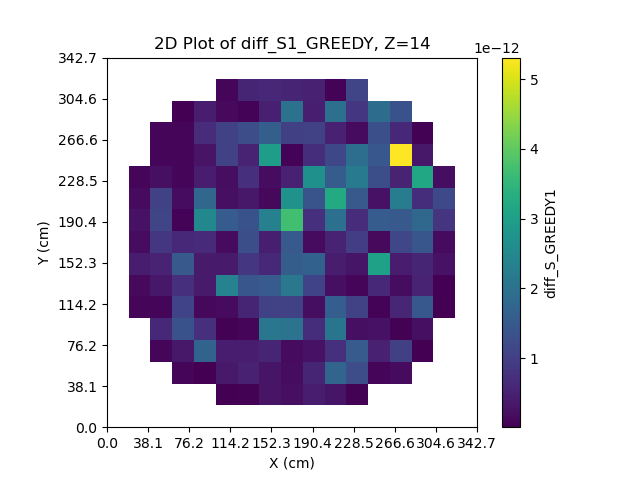 2D Plot of diff_S1_GREEDY, Z=14
1e−12
342.7
304.6
266.6
228.5
190.4
152.3
114.2
76.2
38.1
0.0
Y (cm)
0.0 38.1 76.2 114.2 152.3 190.4 228.5 266.6 304.6 342.7
X (cm)
5
4
3
2
1
diff_S_GREEDY1